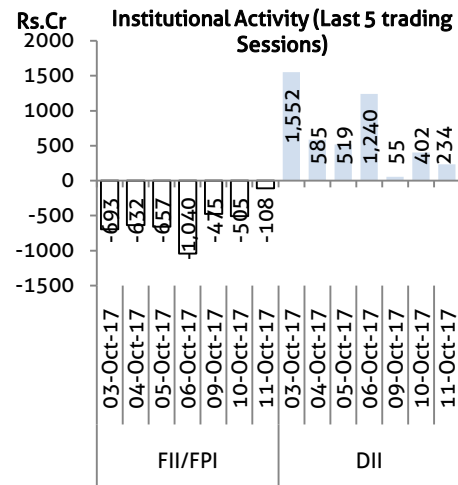 Rs.Cr
Institutional Activity (Last 5 trading
Sessions)
2000
1500
1000
500
0
-500
-1000
-1500
-693
-632
-657
-1,040
-475
-505
-108
1,552
585
519
1,240
55
402
234
03-Oct-17
04-Oct-17
05-Oct-17
06-Oct-17
09-Oct-17
10-Oct-17
11-Oct-17
03-Oct-17
04-Oct-17
05-Oct-17
06-Oct-17
09-Oct-17
10-Oct-17
11-Oct-17
FII/FPI
DII